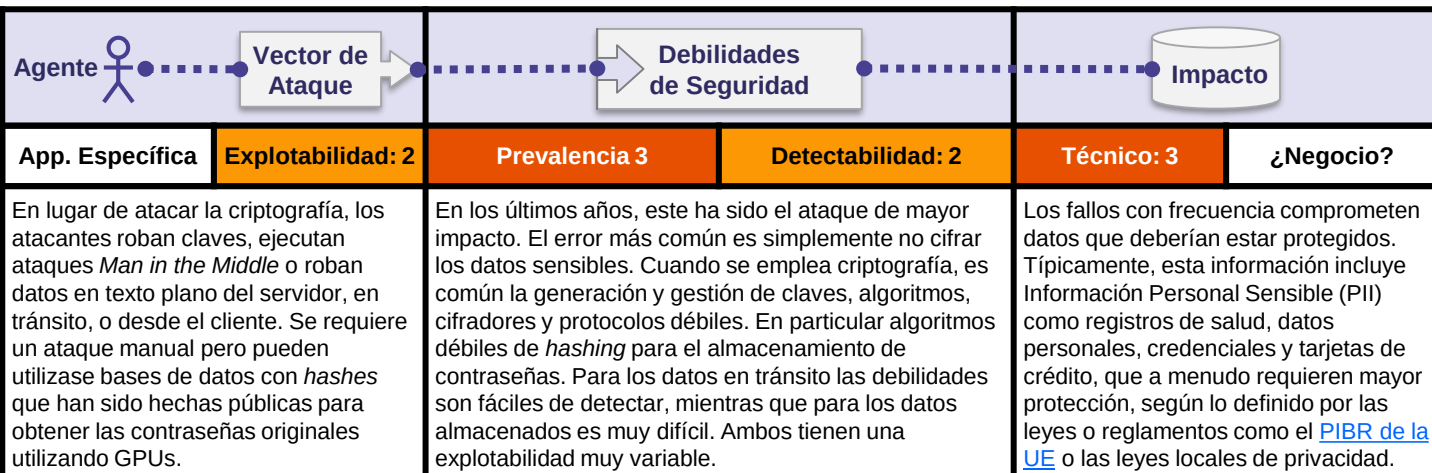 Agente
Vector de
Ataque
Debilidades
de Seguridad
Impacto
App. Específica
Explotabilidad: 2
Prevalencia 3
Detectabilidad: 2
Técnico: 3
¿Negocio?
En lugar de atacar la criptografía, los
atacantes roban claves, ejecutan
ataques Man in the Middle o roban
datos en texto plano del servidor, en
tránsito, o desde el cliente. Se requiere
un ataque manual pero pueden
utilizase bases de datos con hashes
que han sido hechas públicas para
obtener las contraseñas originales
utilizando GPUs.
En los últimos años, este ha sido el ataque de mayor
impacto. El error más común es simplemente no cifrar
los datos sensibles. Cuando se emplea criptografía, es
común la generación y gestión de claves, algoritmos,
cifradores y protocolos débiles. En particular algoritmos
débiles de hashing para el almacenamiento de
contraseñas. Para los datos en tránsito las debilidades
son fáciles de detectar, mientras que para los datos
almacenados es muy difícil. Ambos tienen una
explotabilidad muy variable.
Los fallos con frecuencia comprometen
datos que deberían estar protegidos.
Típicamente, esta información incluye
Información Personal Sensible (PII)
como registros de salud, datos
personales, credenciales y tarjetas de
crédito, que a menudo requieren mayor
protección, según lo definido por las
leyes o reglamentos como el PIBR de la
UE o las leyes locales de privacidad.